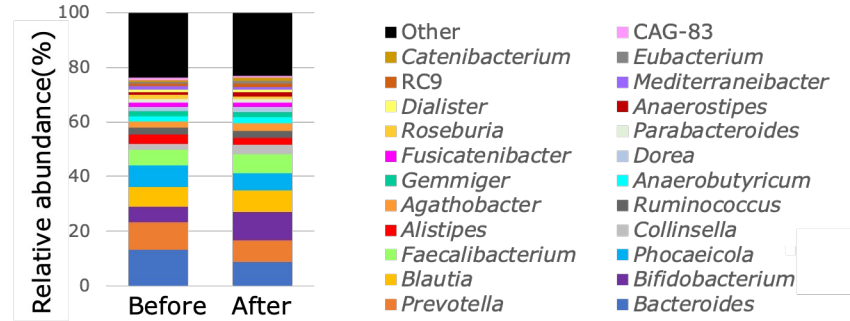 Relative abundance(%)
100
80
60
40
20
0
Before After
Other
CAG-83
Catenibacterium
Eubacterium
RC9
Mediterraneibacter
Dialister
Anaerostipes
Roseburia
Parabacteroides
Fusicatenibacter
Dorea
Gemmiger
Anaerobutyricum
Agathobacter
Ruminococcus
Alistipes
Collinsella
Faecalibacterium
Phocaeicola
Blautia
Bifidobacterium
Prevotella
Bacteroides